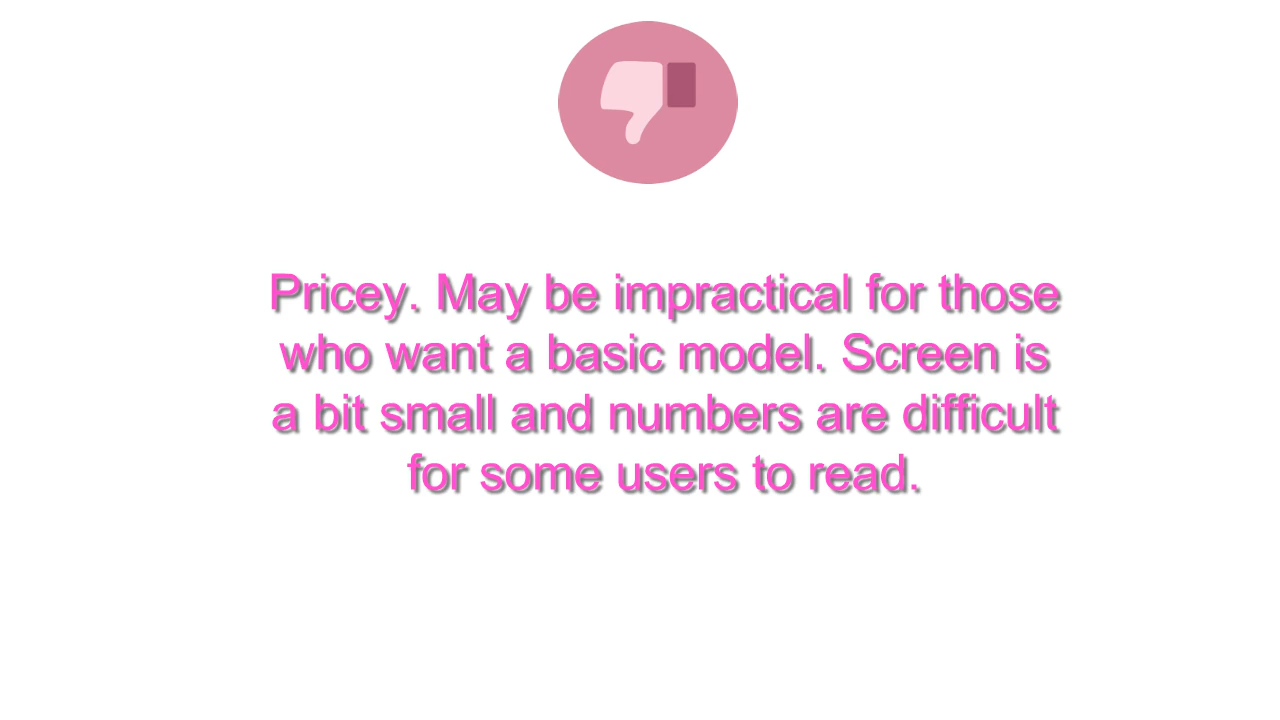 Pricey. May be impractical for those
who want a basic model. Screen is
a bit small and numbers are difficult
for some users to read.